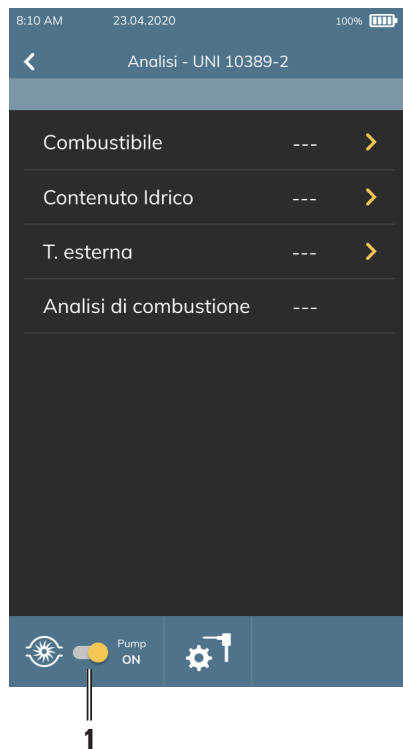 8:10 AM 23.04.2020 100%
Analisi - UNI 10389-2
Combustibile ---
Contenuto Idrico ---
T. esterna ---
Analisi di combustione ---
Pump
ON
1